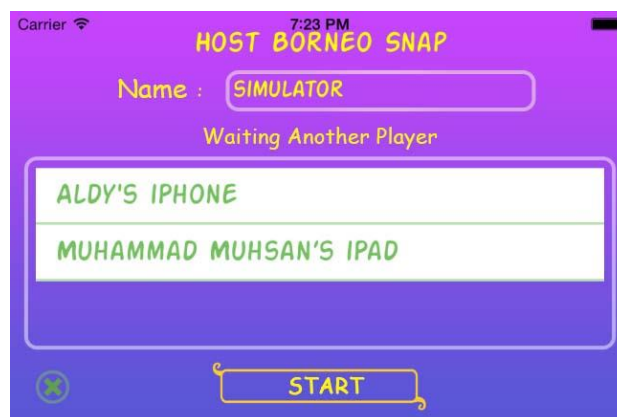 Carrier 7:23 PM
HOST BORNEO SNAP
Name : SIMULATOR
Waiting Another Player
ALDY'S IPHONE
MUHAMMAD MUHSAN'S IPAD
START